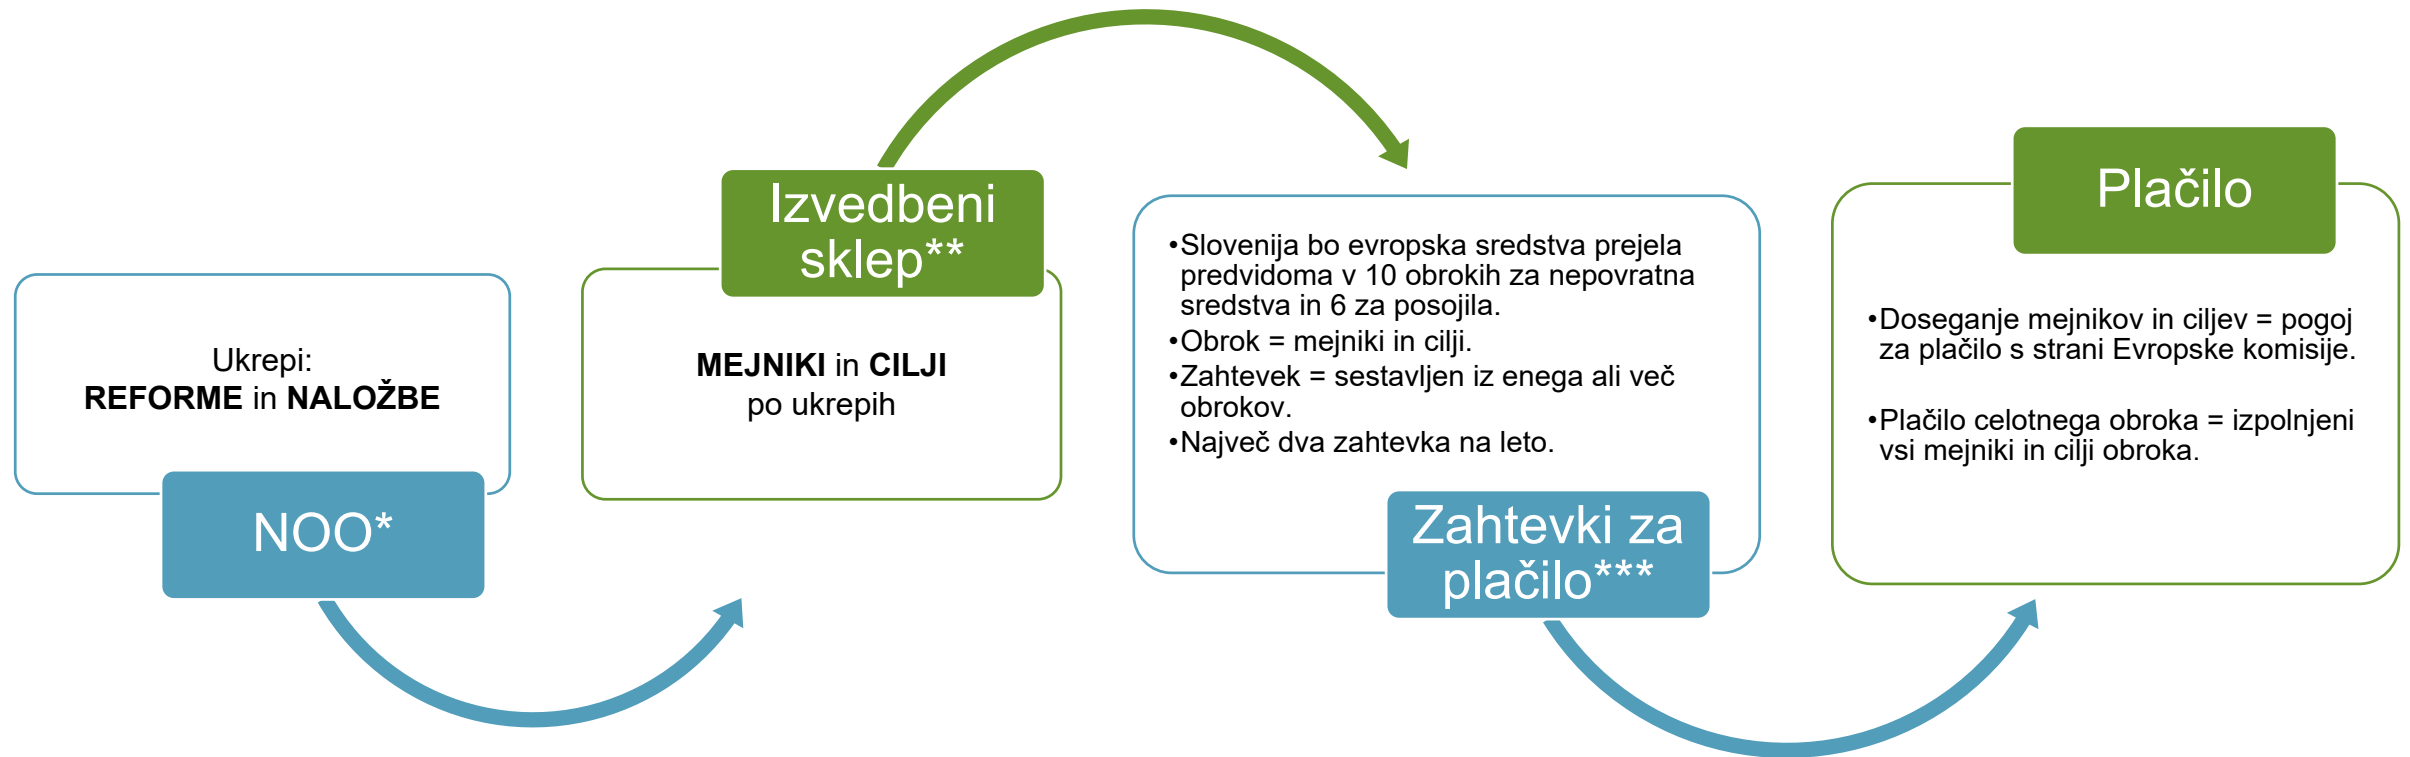 Ukrepi:
REFORME in NALOŽBE
NOO*
Izvedbeni
sklep**
MEJNIKI in CILJI
po ukrepih
•Slovenija bo evropska sredstva prejela
predvidoma v 10 obrokih za nepovratna
sredstva in 6 za posojila.
•Obrok = mejniki in cilji.
•Zahtevek = sestavljen iz enega ali več
obrokov.
•Največ dva zahtevka na leto.
Zahtevki za
plačilo***
Plačilo
•Doseganje mejnikov in ciljev = pogoj
za plačilo s strani Evropske komisije.
•Plačilo celotnega obroka = izpolnjeni
vsi mejniki in cilji obroka.